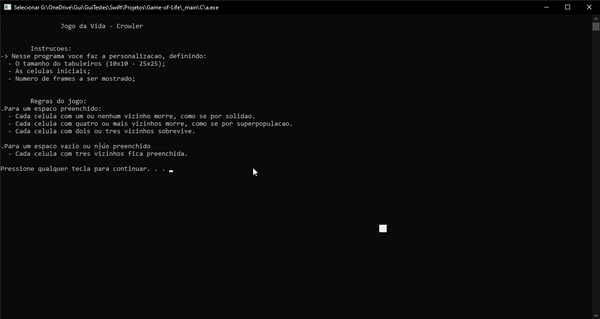 Selecionar G:\OneDrive\Gui\GuiTestes\Swift\Projetos\Game-of-Life\_main\C\a.exe
Jogo da Vida - Crowler
Instrucoes:
-> Nesse programa voce faz a personalizacao, definindo:
- O tamanho do tabuleiros (10x10 - 25x25);
- As celulas iniciais;
- Numero de frames a ser mostrado;
Regras do jogo:
.Para um espaco preenchido:
- Cada celula com um ou nenhum vizinho morre, como se por solidao.
- Cada celula com quatro ou mais vizinhos morre, como se por superpopulacao.
- Cada celula com dois ou tres vizinhos sobrevive.
.Para um espaco vazio ou n├úo preenchido
- Cada celula com tres vizinhos fica preenchida.
Pressione qualquer tecla para continuar. . .